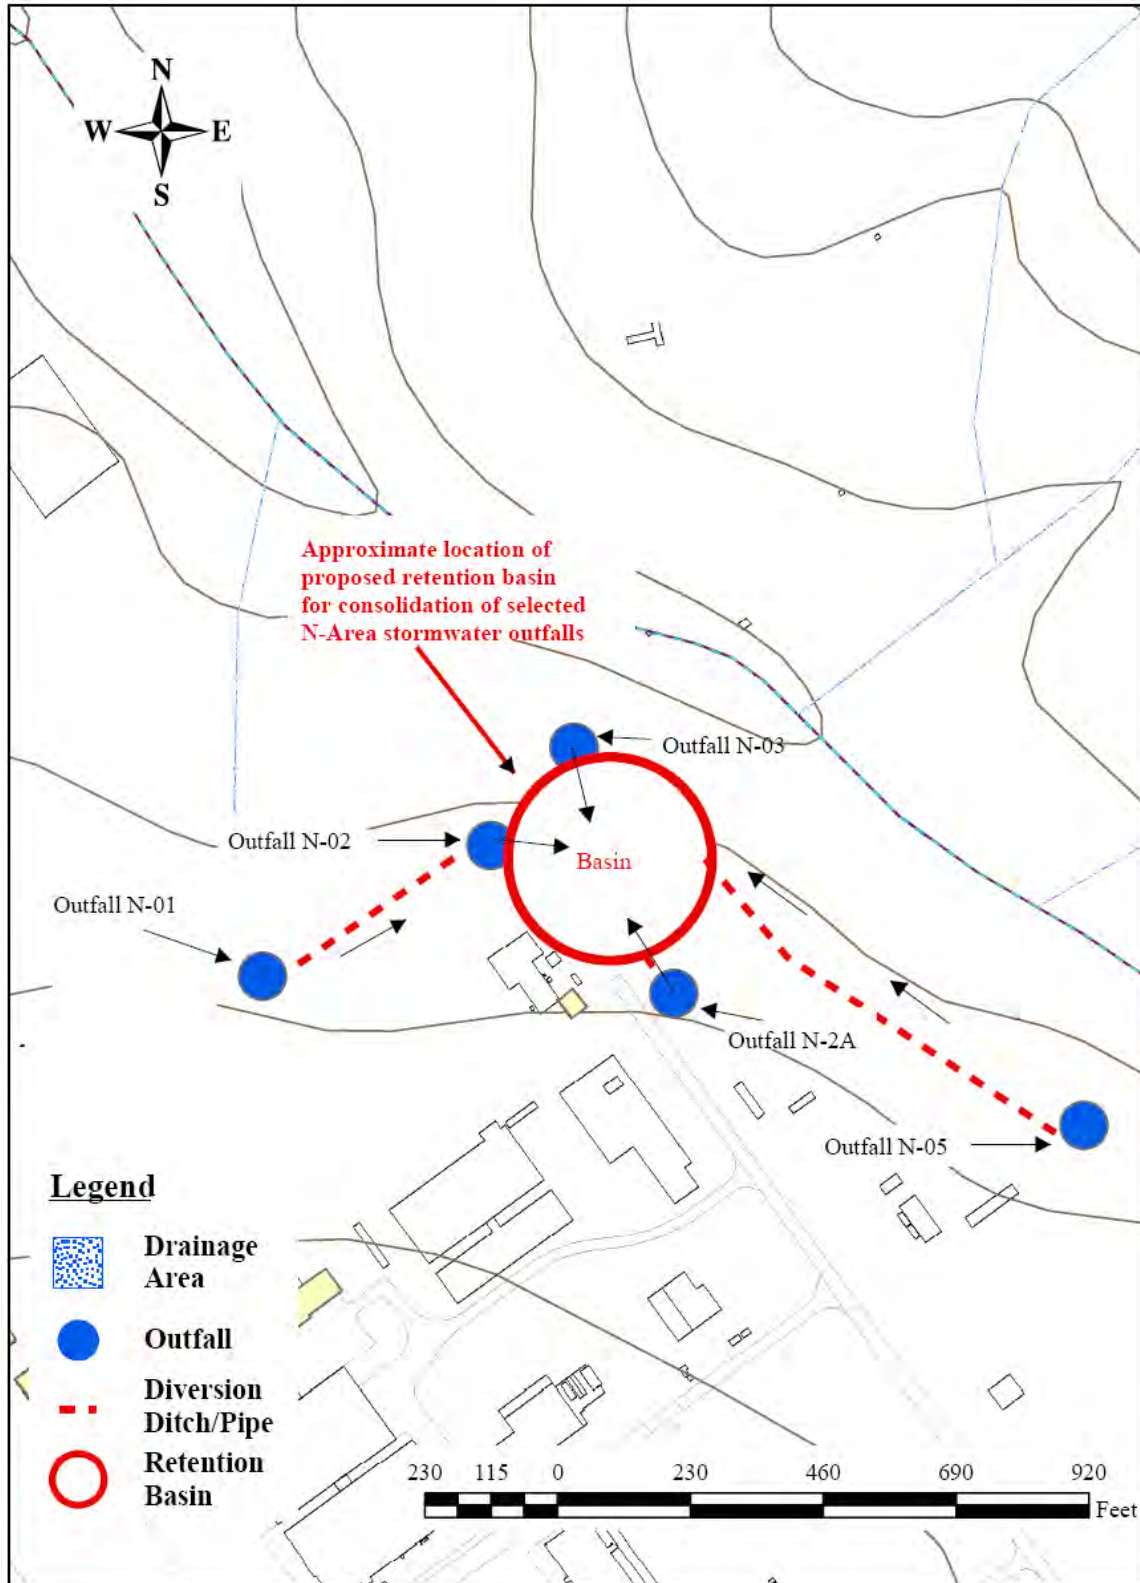 N
W E
S
Approximate location of
proposed retention basin
for consolidation of selected
N-Area stormwater outfalls
Outfall N-03
Outfall N-02
Basin
Outfall N-01
Outfall N-2A
Outfall N-05
Legend
Drainage
Area
Outfall
Diversion
Ditch/Pipe
Retention
Basin
230 115 0 230 460 690 920
Feet